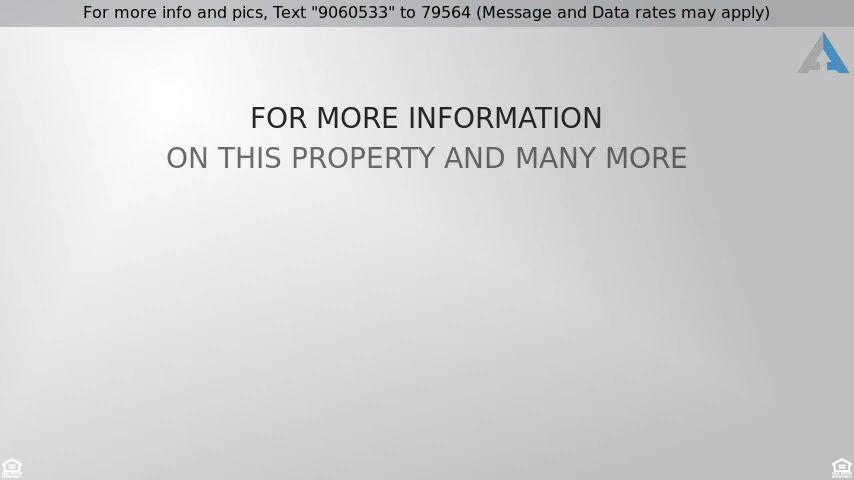 For more info and pics, Text "9060533" to 79564 (Message and Data rates may apply)
FOR MORE INFORMATION
ON THIS PROPERTY AND MANY MORE